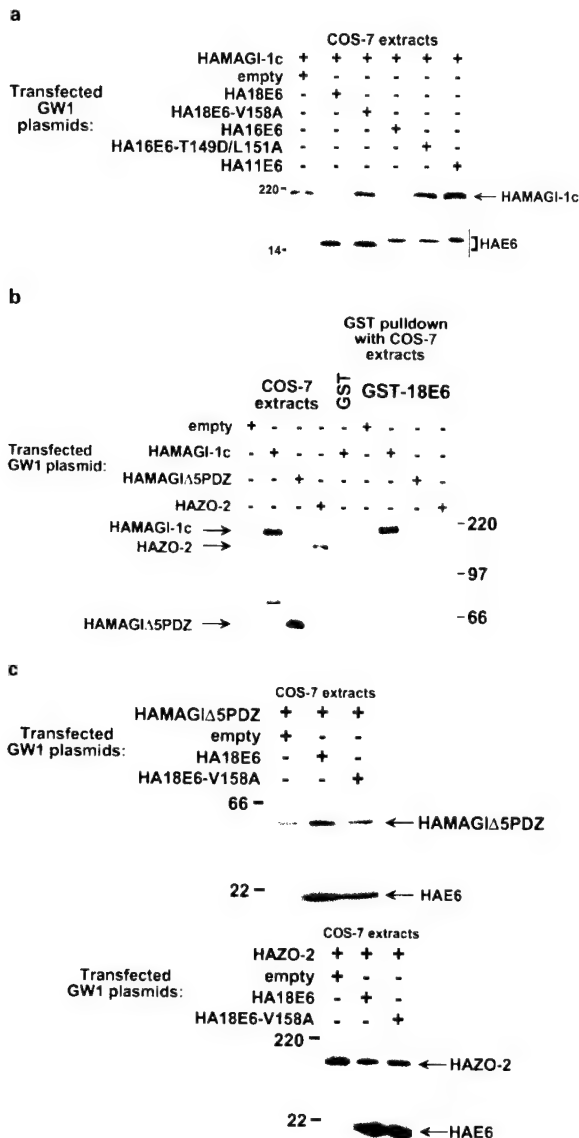 a
COS-7 extracts
HAMAGI-1c + + + + + +
empty + - - - - -
HA18E6 - + - - - -
HA18E6-V158A - - + - - -
HA16E6 - - - + - -
HA16E6-T149D/L151A - - - - + -
HA11E6 - - - - - +
Transfected
GW1
plasmids:
220 -
← HAMAGI-1c
14-
HAE6
b
GST pulldown
with COS-7
extracts
COS-7
extracts
GST
GST-18E6
Transfected
GW1 plasmid:
empty + - - - - + - - -
HAMAGI-1c - + - - + - + - -
HAMAGIΔ5PDZ - - + - - - - + -
HAZO-2 - - - + - - - - +
HAMAGI-1c →
HAZO-2 →
HAMAGIΔ5PDZ →
-220
-97
-66
c
COS-7 extracts
Transfected
GW1 plasmids:
HAMAGIΔ5PDZ + + +
empty + - -
HA18E6 - + -
HA18E6-V158A - - +
66 -
← HAMAGIΔ5PDZ
22 -
← HAE6
COS-7 extracts
Transfected
GW1 plasmids:
HAZO-2 + + +
empty + - -
HA18E6 - + -
HA18E6-V158A - - +
220 -
← HAZO-2
22 -
← HAE6